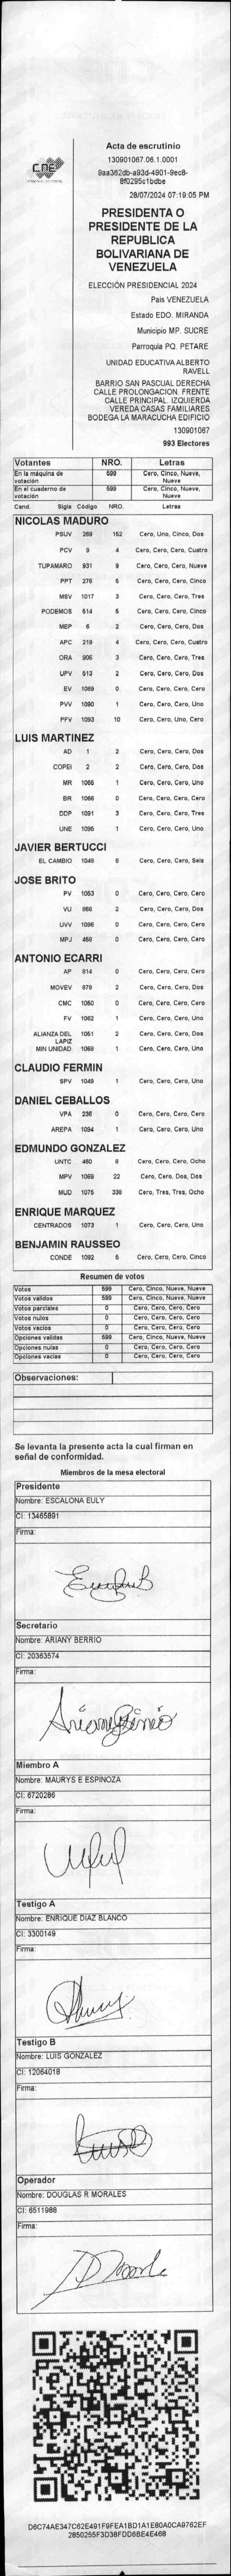 CNE
Acta de escrutinio
130901067.06.1.0001
9aa362db-a93d-4901-9ec8-
8f0295c1bdbe
28/07/2024 07:19:05 PM
PRESIDENTA O
PRESIDENTE DE LA
REPUBLICA
BOLIVARIANA DE
VENEZUELA
ELECCIÓN PRESIDENCIAL 2024
Pais VENEZUELA
Estado EDO. MIRANDA
Municipio MP. SUCRE
Parroquia PQ. PETARE
UNIDAD EDUCATIVA ALBERTO
RAVELL
BARRIO SAN PASCUAL DERECHA
CALLE PROLONGACION. FRENTE
CALLE PRINCIPAL. IZQUIERDA
VEREDA CASAS FAMILIARES
BODEGA LA MARACUCHA EDIFICIO
130901067
993 Electores
Votantes NRO. Letras
En la máquina de votación 599 Cero, Cinco, Nueve, Nueve
En el cuaderno de votación 599 Cero, Cinco, Nueve, Nueve
Cand. Sigla Código NRO. Letras
NICOLAS MADURO
PSUV 269 152 Cero, Uno, Cinco, Dos
PCV 9 4 Cero, Cero, Cero, Cuatro
TUPAMARO 931 9 Cero, Cero, Cero, Nueve
PPT 276 5 Cero, Cero, Cero, Cinco
MSV 1017 3 Cero, Cero, Cero, Tres
PODEMOS 514 5 Cero, Cero, Cero, Cinco
MEP 6 2 Cero, Cero, Cero, Dos
APC 219 4 Cero, Cero, Cero, Cuatro
ORA 906 3 Cero, Cero, Cero, Tres
UPV 513 2 Cero, Cero, Cero, Dos
EV 1089 0 Cero, Cero, Cero, Cero
PVV 1090 1 Cero, Cero, Cero, Uno
PFV 1093 10 Cero, Cero, Uno, Cero
LUIS MARTINEZ
AD 1 2 Cero, Cero, Cero, Dos
COPEI 2 2 Cero, Cero, Cero, Dos
MR 1065 1 Cero, Cero, Cero, Uno
BR 1066 0 Cero, Cero, Cero, Cero
DDP 1091 3 Cero, Cero, Cero, Tres
UNE 1095 1 Cero, Cero, Cero, Uno
JAVIER BERTUCCI
EL CAMBIO 1048 6 Cero, Cero, Cero, Seis
JOSE BRITO
PV 1053 0 Cero, Cero, Cero, Cero
VU 868 2 Cero, Cero, Cero, Dos
UVV 1096 0 Cero, Cero, Cero, Cero
MPJ 458 0 Cero, Cero, Cero, Cero
ANTONIO ECARRI
AP 914 0 Cero, Cero, Cero, Cero
MOVEV 878 2 Cero, Cero, Cero, Dos
CMC 1050 0 Cero, Cero, Cero, Cero
FV 1062 1 Cero, Cero, Cero, Uno
ALIANZA DEL LAPIZ 1051 2 Cero, Cero, Cero, Dos
MIN UNIDAD 1068 1 Cero, Cero, Cero, Uno
CLAUDIO FERMIN
SPV 1049 1 Cero, Cero, Cero, Uno
DANIEL CEBALLOS
VPA 236 0 Cero, Cero, Cero, Cero
AREPA 1094 1 Cero, Cero, Cero, Uno
EDMUNDO GONZALEZ
UNTC 460 8 Cero, Cero, Cero, Ocho
MPV 1069 22 Cero, Cero, Dos, Dos
MUD 1075 338 Cero, Tres, Tres, Ocho
ENRIQUE MARQUEZ
CENTRADOS 1073 1 Cero, Cero, Cero, Uno
BENJAMIN RAUSSEO
CONDE 1092 5 Cero, Cero, Cero, Cinco
Resumen de votos
Votos 599 Cero, Cinco, Nueve, Nueve
Votos validos 599 Cero, Cinco, Nueve, Nueve
Votos parciales 0 Cero, Cero, Cero, Cero
Votos nulos 0 Cero, Cero, Cero, Cero
Votos vacios 0 Cero, Cero, Cero, Cero
Opciones validas 599 Cero, Cinco, Nueve, Nueve
Opciones nulas 0 Cero, Cero, Cero, Cero
Opciones vacias 0 Cero, Cero, Cero, Cero
Observaciones:
Se levanta la presente acta la cual firman en
señal de conformidad.
Miembros de la mesa electoral
Presidente
Nombre: ESCALONA EULY
CI: 13465891
Firma:
Secretario
Nombre: ARIANY BERRIO
CI: 20363574
Firma:
Miembro A
Nombre: MAURYS E ESPINOZA
CI: 6720286
Firma:
Testigo A
Nombre: ENRIQUE DIAZ BLANCO
CI: 3300149
Firma:
Testigo B
Nombre: LUIS GONZALEZ
CI: 12064018
Firma:
Operador
Nombre: DOUGLAS R MORALES
CI: 6511988
Firma:
D6C74AE347C62E491F9FEA1BD1A1E80A0CA9762EF
2850255F3D38FDD6BE4E468